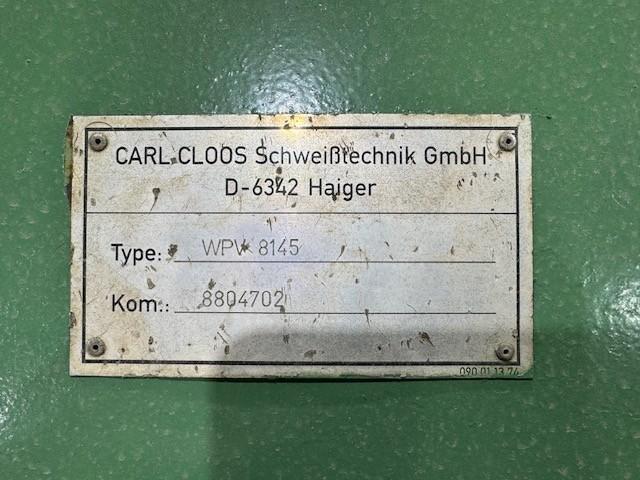 CARL CLOOS Schweißtechnik GmbH
D-6342 Haiger
Type: WPV 8145
Kom.: 8804702
090 01 13 74